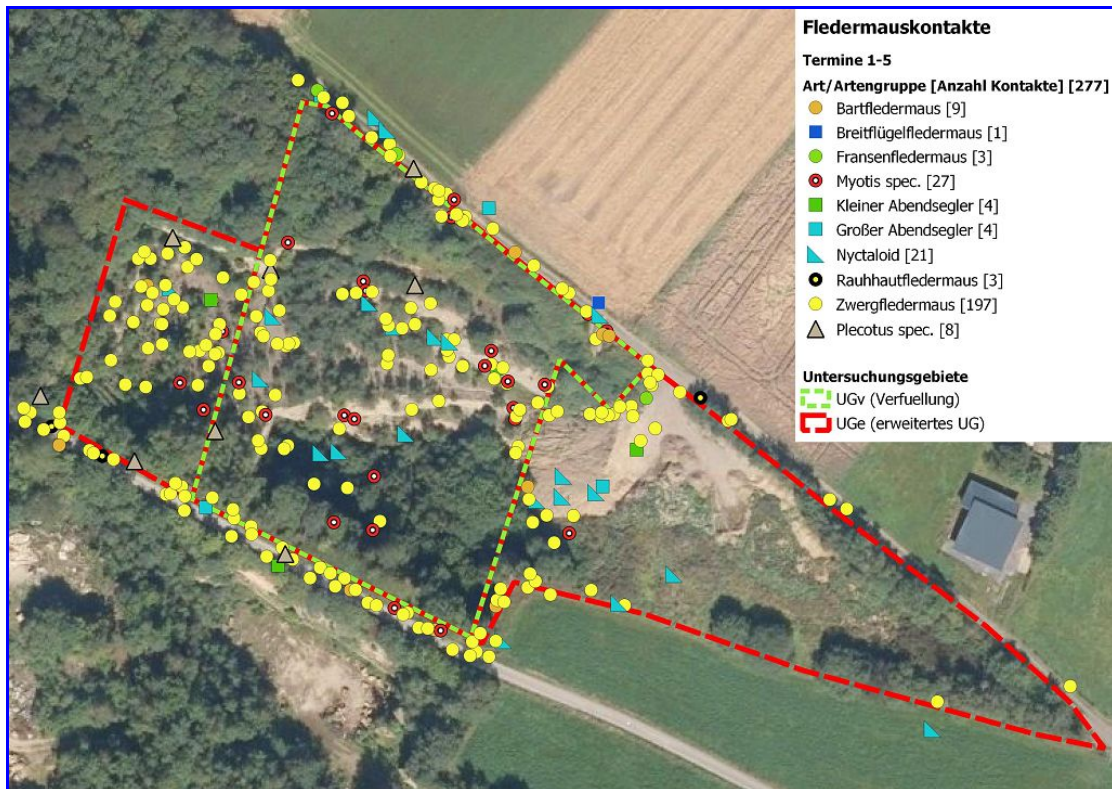 Fledermauskontakte
Termine 1-5
Art/Artengruppe [Anzahl Kontakte] [277]
Bartfledermaus [9]
Breitflügelfledermaus [1]
Fransenfledermaus [3]
Myotis spec. [27]
Kleiner Abendsegler [4]
Großer Abendsegler [4]
Nyctaloid [21]
Rauhhautfledermaus [3]
Zwergfledermaus [197]
Plecotus spec. [8]
Untersuchungsgebiete
UGv (Verfuellung)
UGe (erweitertes UG)